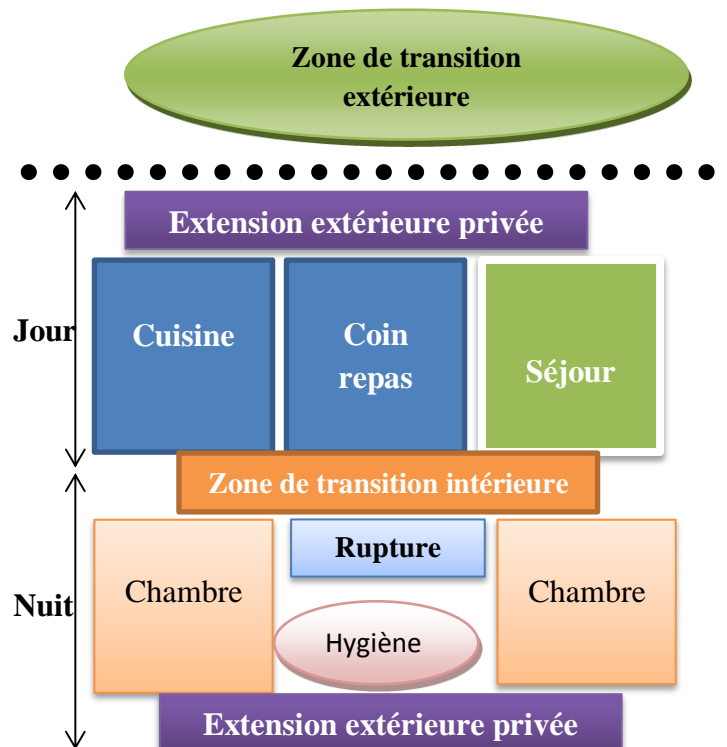 Zone de transition
extérieure
Extension extérieure privée
Jour
Cuisine
Coin
repas
Séjour
Zone de transition intérieure
Rupture
Nuit
Chambre
Chambre
Hygiène
Extension extérieure privée